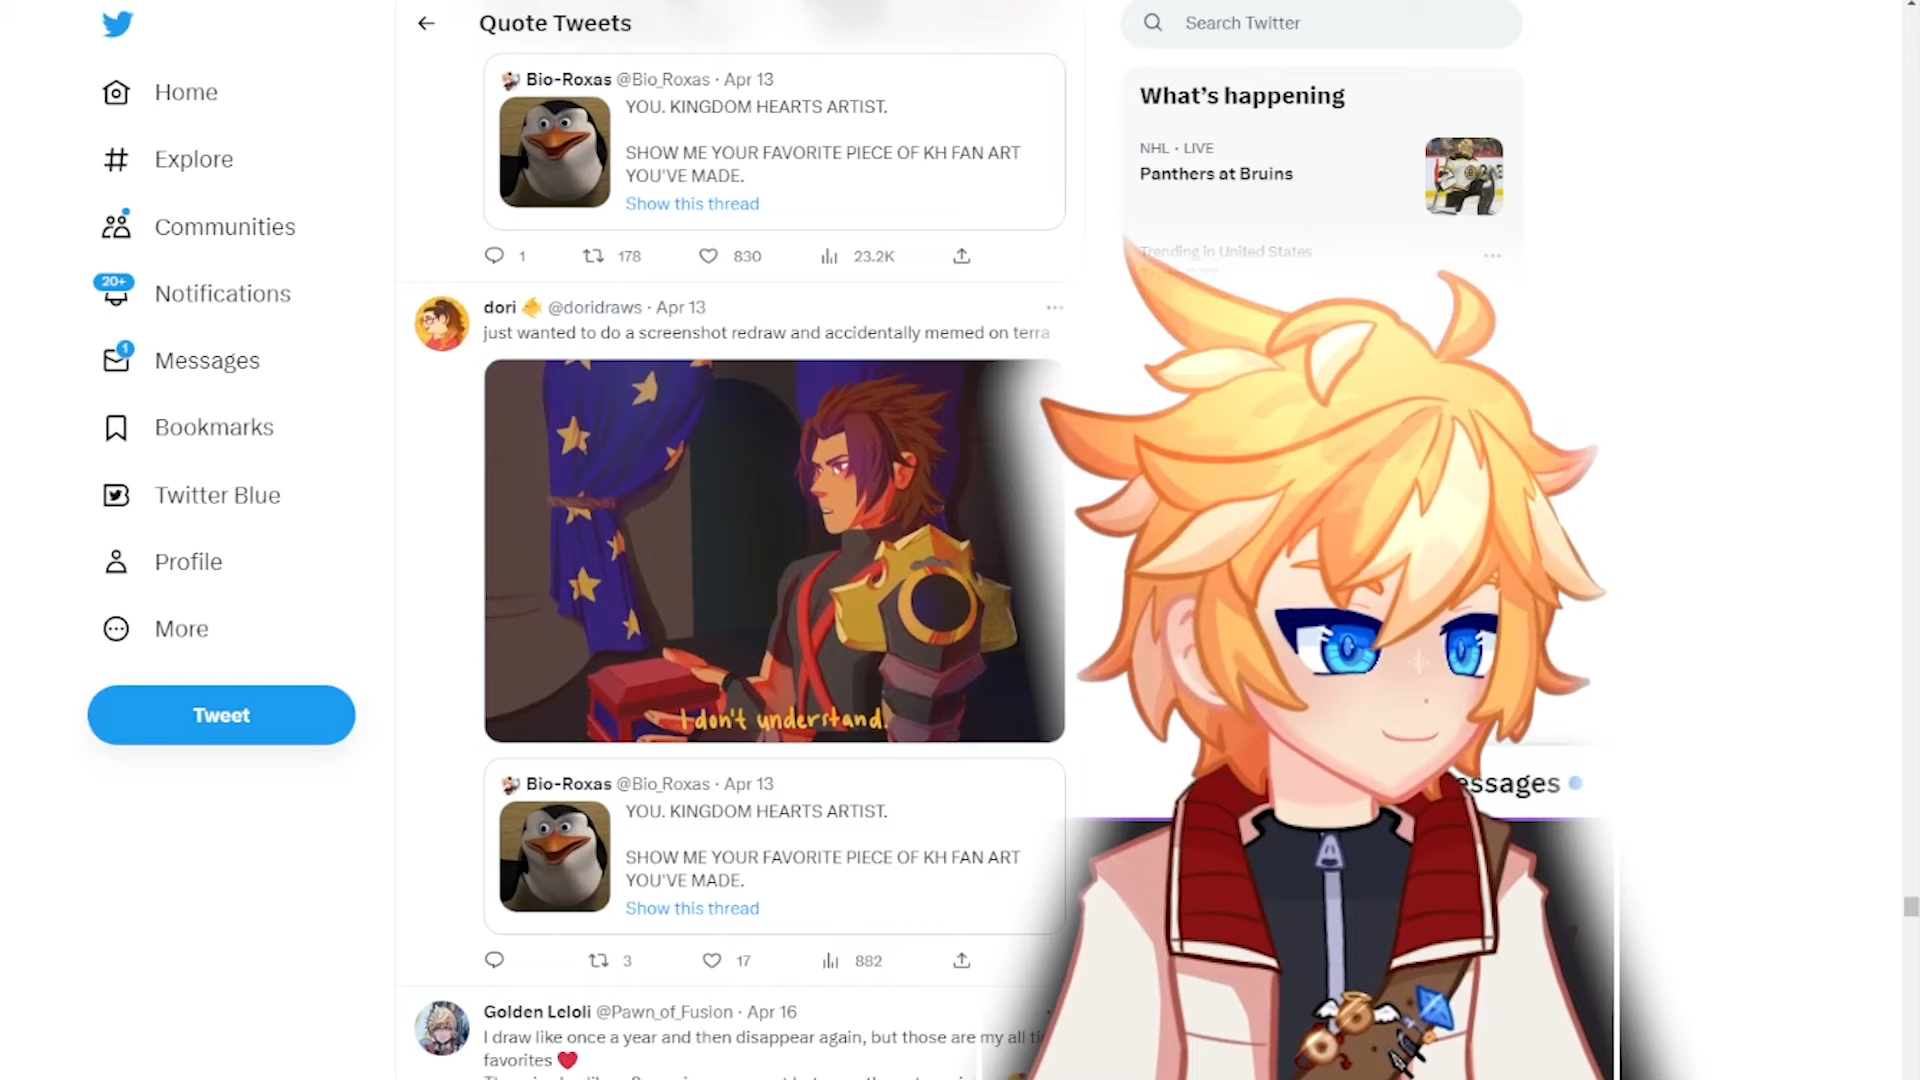 Home
Explore
Communities
20+
Notifications
1
Messages
Bookmarks
Twitter Blue
Profile
More
Tweet
Quote Tweets
Bio-Roxas @Bio_Roxas · Apr 13
YOU. KINGDOM HEARTS ARTIST.
SHOW ME YOUR FAVORITE PIECE OF KH FAN ART
YOU'VE MADE.
Show this thread
1 178 830 23.2K
dori @doridraws · Apr 13
just wanted to do a screenshot redraw and accidentally memed on terra
I don't understand.
Bio-Roxas @Bio_Roxas · Apr 13
YOU. KINGDOM HEARTS ARTIST.
SHOW ME YOUR FAVORITE PIECE OF KH FAN ART
YOU'VE MADE.
Show this thread
3 17 882
Golden Leloli @Pawn_of_Fusion · Apr 16
I draw like once a year and then disappear again, but those are my all
favorites
Search Twitter
What's happening
NHL · LIVE
Panthers at Bruins
Trending in United States
essages